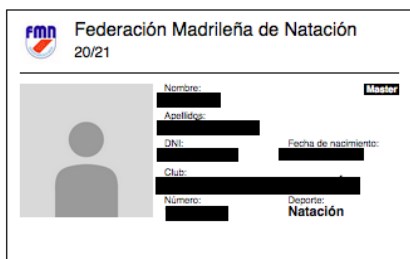 fmn
Federación Madrileña de Natación
20/21
Nombre:
Master
Apellidos:
DNI:
Fecha de nacimiento:
Club:
Número:
Deporte:
Natación